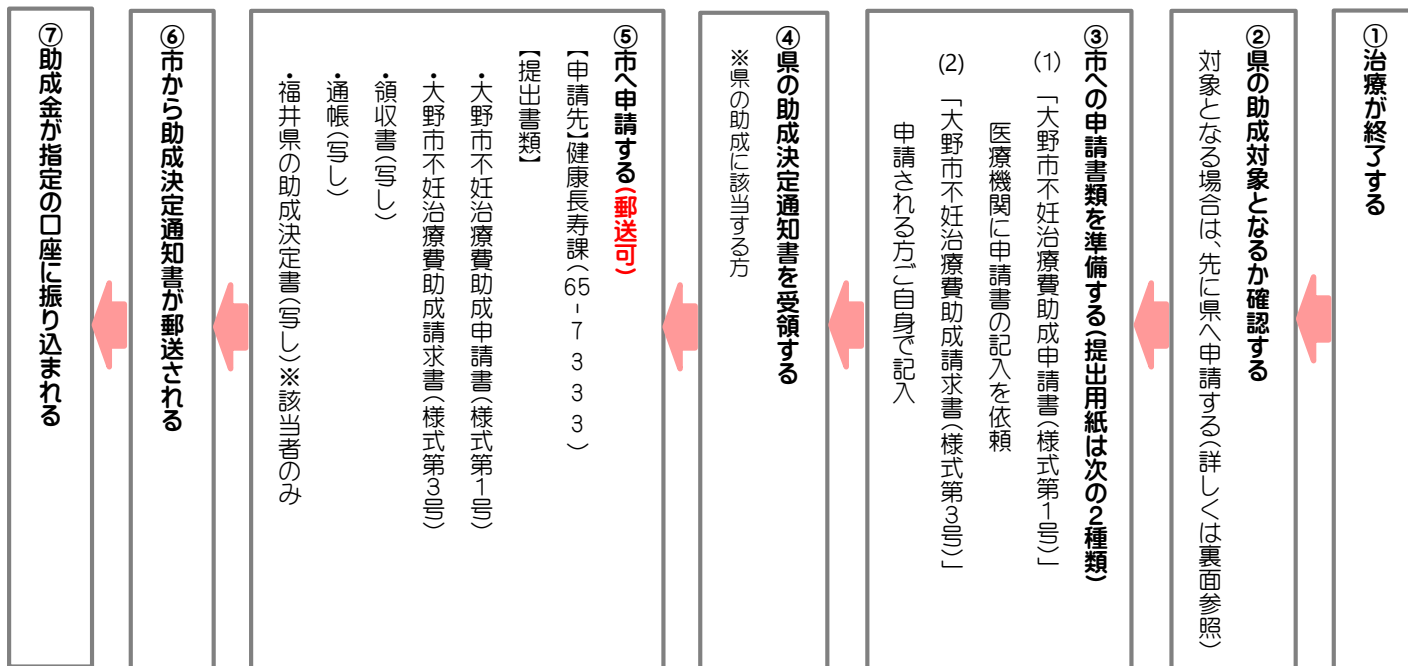 ①治療が終了する
②県の助成対象となるか確認する
対象となる場合は、先に県へ申請する(詳しくは裏面参照)
③市への申請書類を準備する(提出用紙は次の2種類)
(1) 「大野市不妊治療費助成申請書(様式第1号)」
医療機関に申請書の記入を依頼
(2) 「大野市不妊治療費助成請求書(様式第3号)」
申請される方ご自身で記入
④県の助成決定通知書を受領する
※県の助成に該当する方
⑤市へ申請する(郵送可)
【申請先】健康長寿課(65-7333)
【提出書類】
・大野市不妊治療費助成申請書(様式第1号)
・大野市不妊治療費助成請求書(様式第3号)
・領収書(写し)
・通帳(写し)
・福井県の助成決定書(写し)※該当者のみ
⑥市から助成決定通知書が郵送される
⑦助成金が指定の口座に振り込まれる